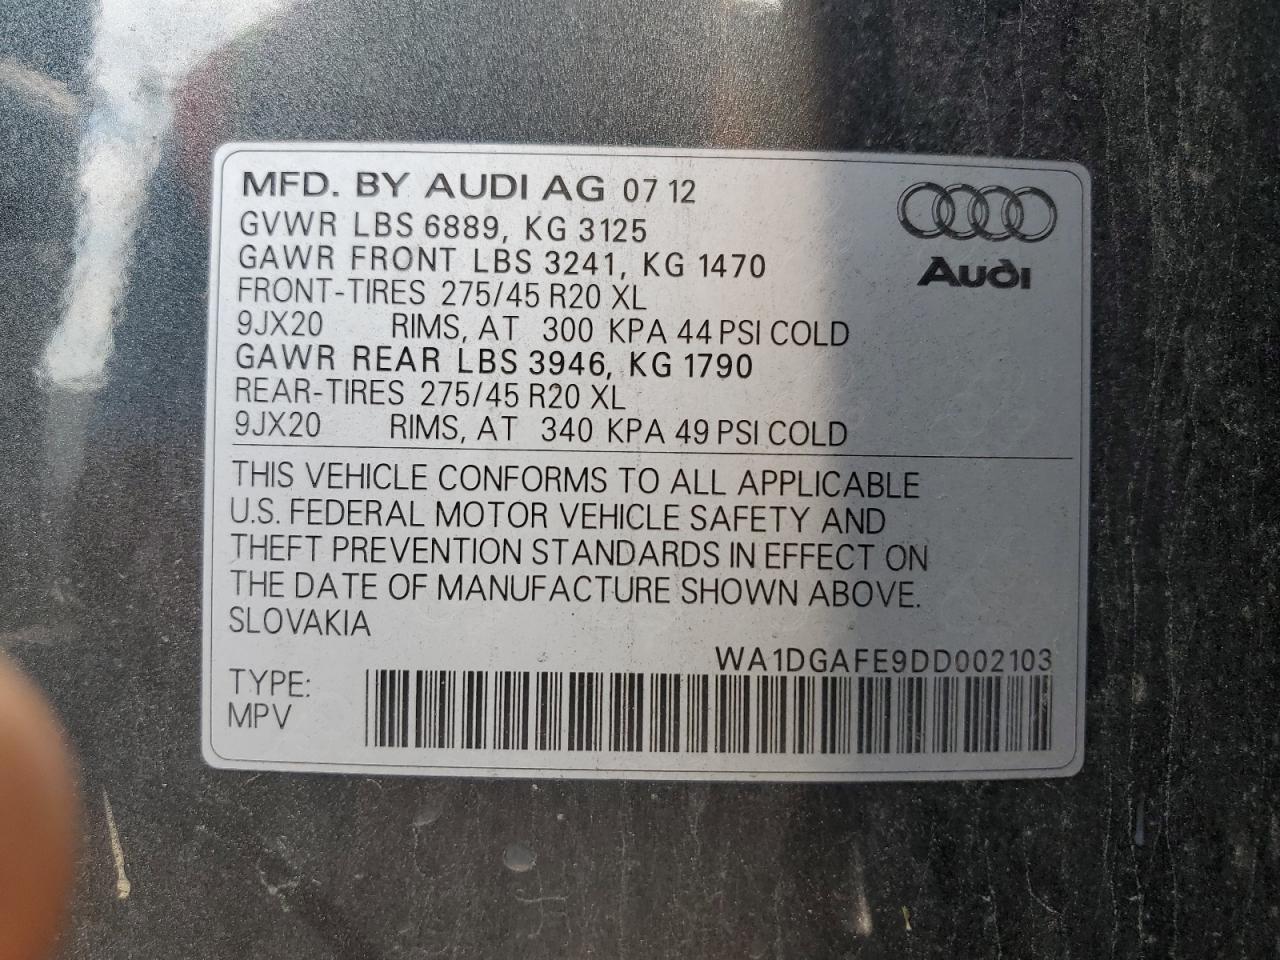 MFD. BY AUDI AG 07 12
GVWR LBS 6889, KG 3125
GAWR FRONT LBS 3241, KG 1470
FRONT-TIRES 275/45 R20 XL
9JX20 RIMS, AT 300 KPA 44 PSI COLD
GAWR REAR LBS 3946, KG 1790
REAR-TIRES 275/45 R20 XL
9JX20 RIMS, AT 340 KPA 49 PSI COLD
Audi
THIS VEHICLE CONFORMS TO ALL APPLICABLE
U.S. FEDERAL MOTOR VEHICLE SAFETY AND
THEFT PREVENTION STANDARDS IN EFFECT ON
THE DATE OF MANUFACTURE SHOWN ABOVE.
SLOVAKIA
WA1DGAFE9DD002103
TYPE:
MPV